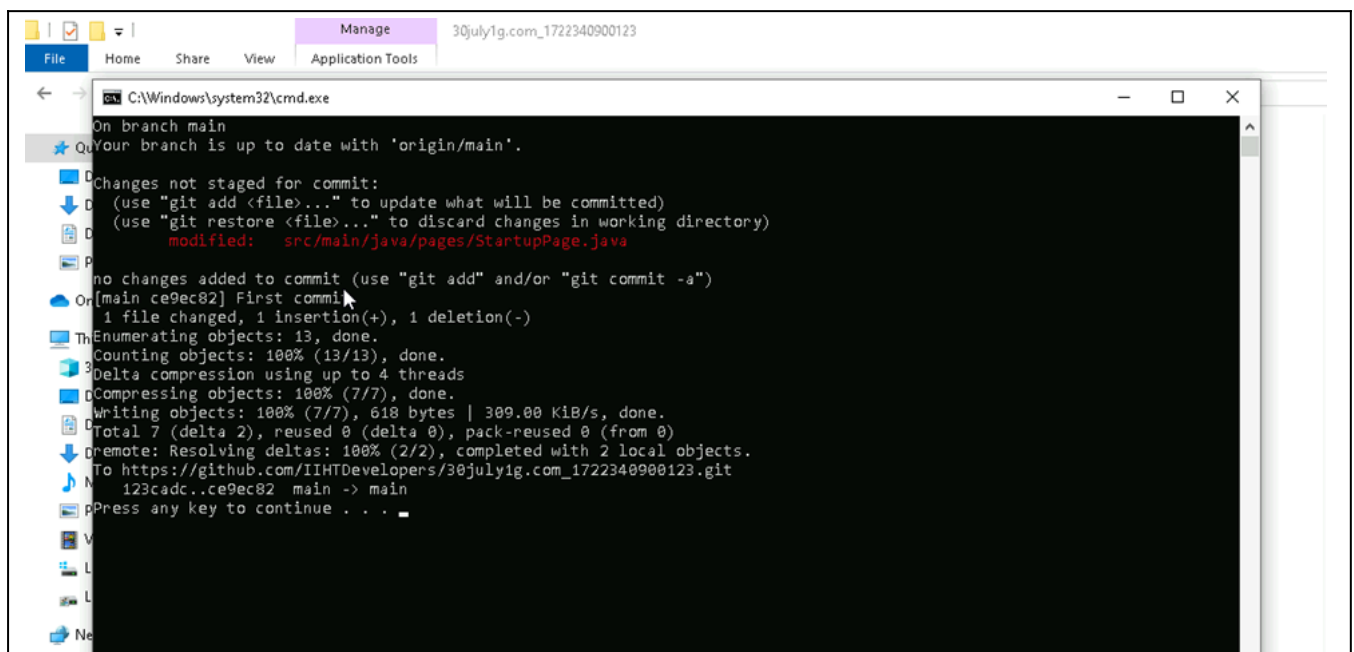 Manage
30july1g.com_1722340900123
File Home Share View Application Tools
C:\Windows\system32\cmd.exe
On branch main
Your branch is up to date with 'origin/main'.
Changes not staged for commit:
(use "git add <file>..." to update what will be committed)
(use "git restore <file>..." to discard changes in working directory)
modified: src/main/java/pages/StartupPage.java
no changes added to commit (use "git add" and/or "git commit -a")
[main ce9ec82] First commit
1 file changed, 1 insertion(+), 1 deletion(-)
Enumerating objects: 13, done.
Counting objects: 100% (13/13), done.
Delta compression using up to 4 threads
Compressing objects: 100% (7/7), done.
Writing objects: 100% (7/7), 618 bytes | 309.00 KiB/s, done.
Total 7 (delta 2), reused 0 (delta 0), pack-reused 0 (from 0)
remote: Resolving deltas: 100% (2/2), completed with 2 local objects.
To https://github.com/IIHTDevelopers/30july1g.com_1722340900123.git
123cadc..ce9ec82 main -> main
Press any key to continue . . .